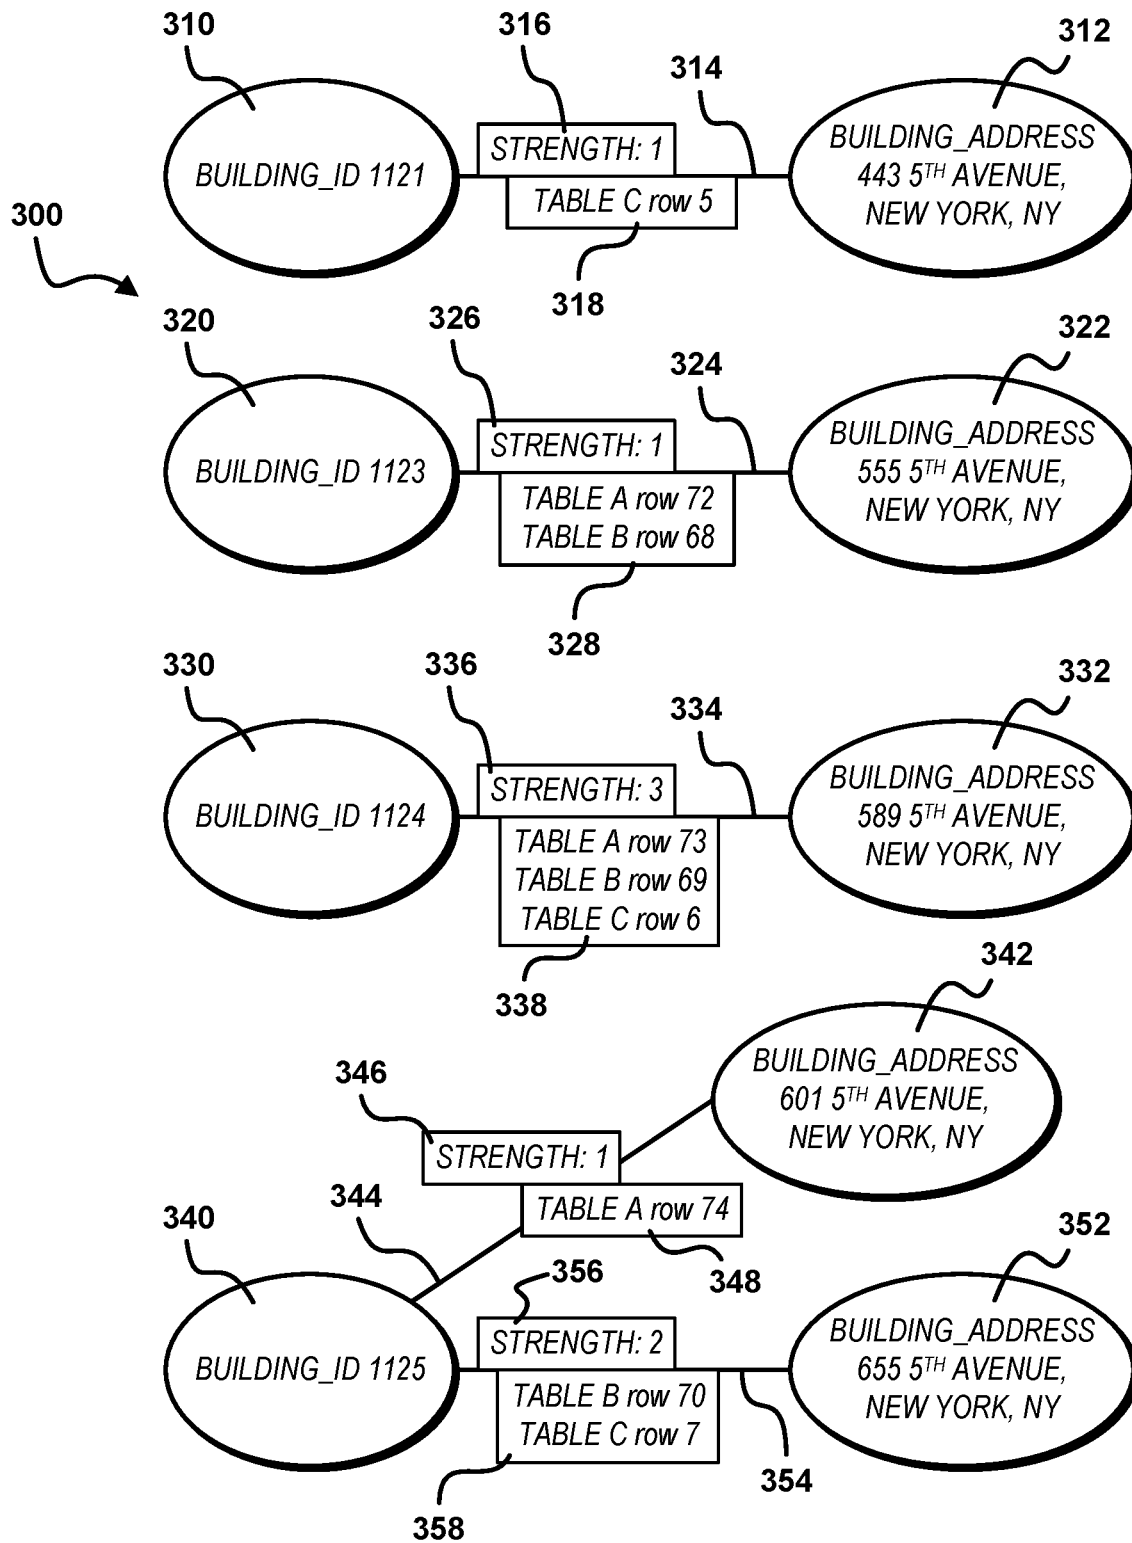 310
316
314
312
BUILDING_ID 1121
STRENGTH: 1
TABLE C row 5
BUILDING_ADDRESS
443 5TH AVENUE,
NEW YORK, NY
300
318
320
326
324
322
BUILDING_ID 1123
STRENGTH: 1
TABLE A row 72
TABLE B row 68
BUILDING_ADDRESS
555 5TH AVENUE,
NEW YORK, NY
328
330
336
334
332
BUILDING_ID 1124
STRENGTH: 3
TABLE A row 73
TABLE B row 69
TABLE C row 6
BUILDING_ADDRESS
589 5TH AVENUE,
NEW YORK, NY
338
342
BUILDING_ADDRESS
601 5TH AVENUE,
NEW YORK, NY
346
STRENGTH: 1
TABLE A row 74
344
348
340
356
352
BUILDING_ID 1125
STRENGTH: 2
TABLE B row 70
TABLE C row 7
BUILDING_ADDRESS
655 5TH AVENUE,
NEW YORK, NY
354
358